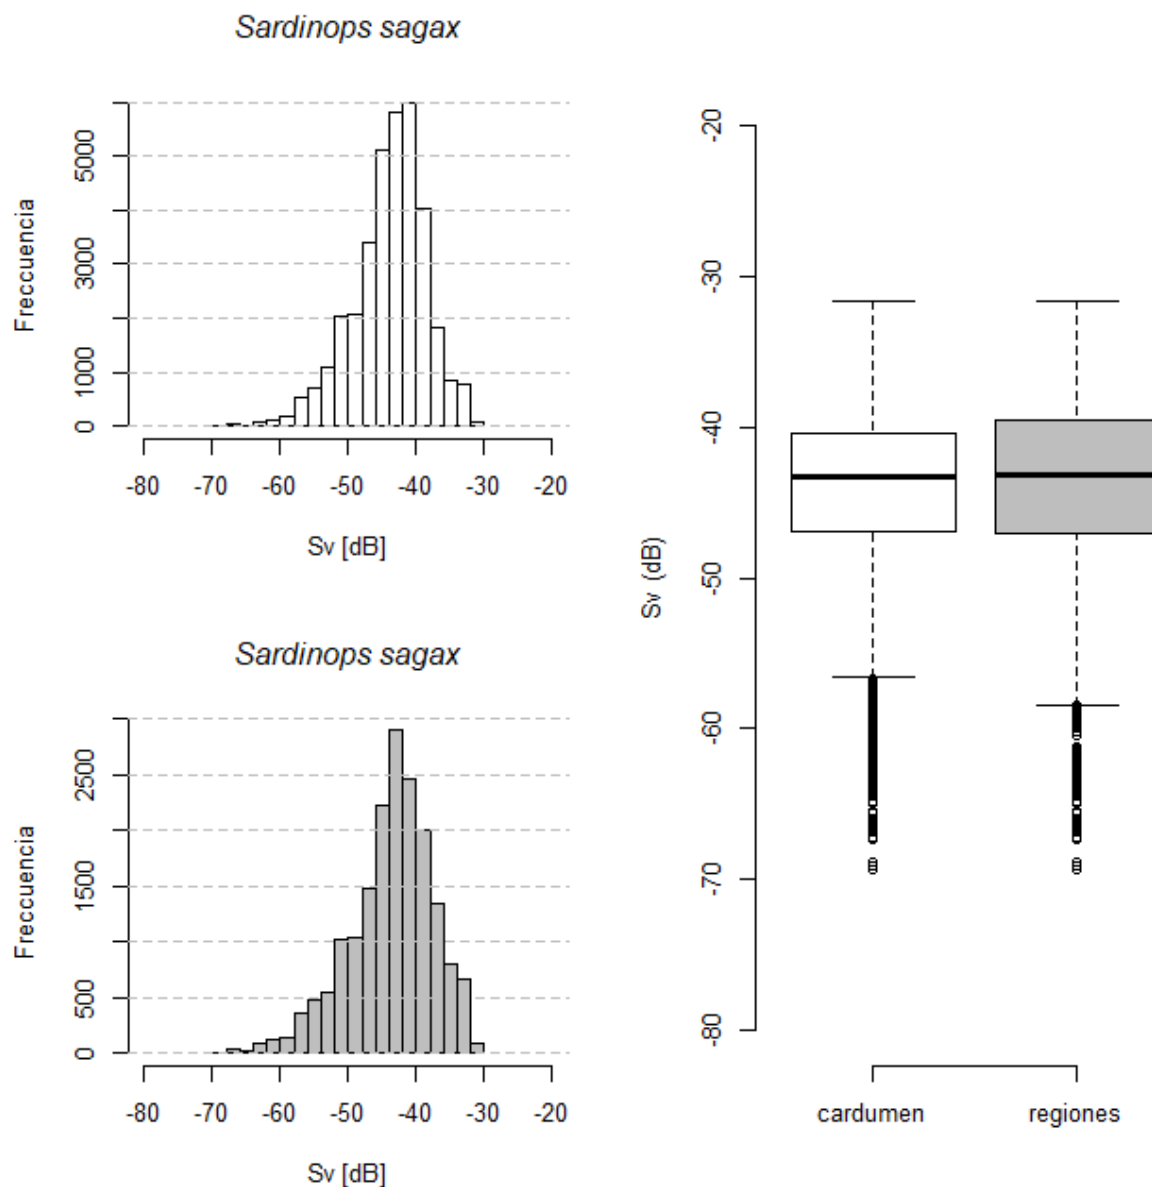 Sardinops sagax
Freccuencia
5000
3000
1000
0
-80 -70 -60 -50 -40 -30 -20
Sv [dB]
Sardinops sagax
Freccuencia
2500
1500
500
0
-80 -70 -60 -50 -40 -30 -20
Sv [dB]
Sv (dB)
-20
-30
-40
-50
-60
-70
-80
cardumen regiones